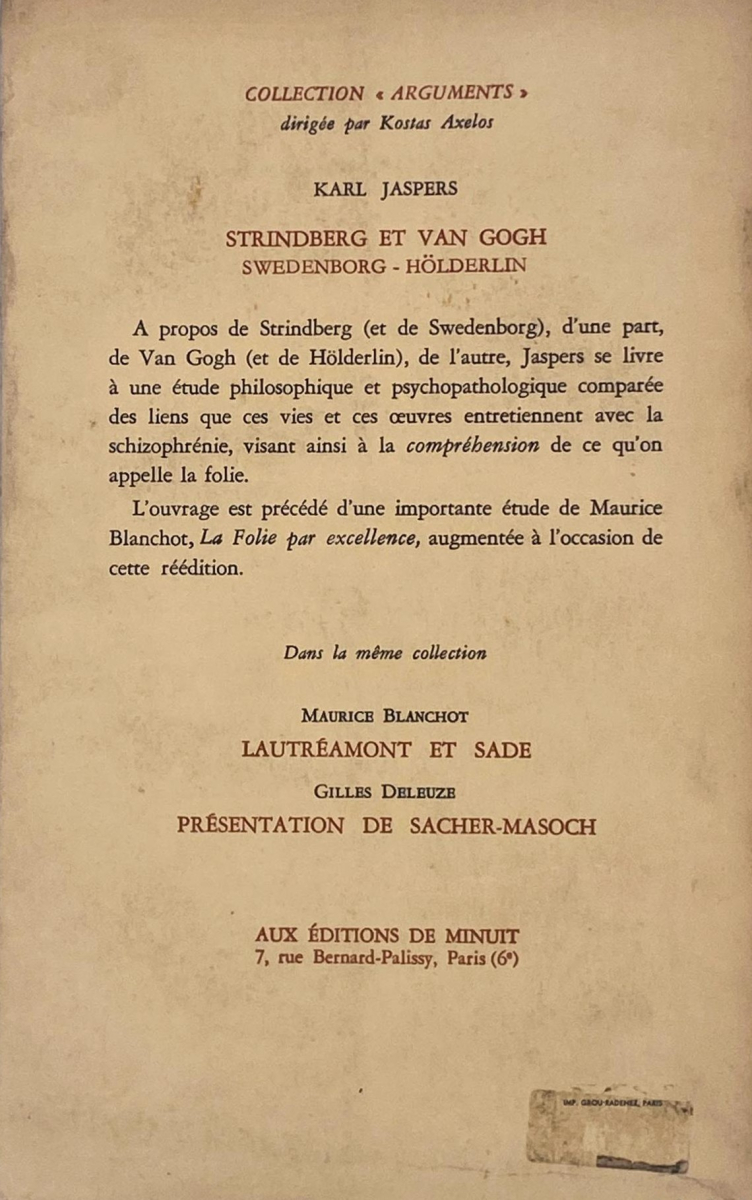 COLLECTION « ARGUMENTS »
dirigée par Kostas Axelos
KARL JASPERS
STRINDBERG ET VAN GOGH
SWEDENBORG - HÖLDERLIN
A propos de Strindberg (et de Swedenborg), d'une part,
de Van Gogh (et de Hölderlin), de l'autre, Jaspers se livre
à une étude philosophique et psychopathologique comparée
des liens que ces vies et ces œuvres entretiennent avec la
schizophrénie, visant ainsi à la compréhension de ce qu'on
appelle la folie.
L'ouvrage est précédé d'une importante étude de Maurice
Blanchot, La Folie par excellence, augmentée à l'occasion de
cette réédition.
Dans la même collection
MAURICE BLANCHOT
LAUTRÉAMONT ET SADE
GILLES DELEUZE
PRÉSENTATION DE SACHER-MASOCH
AUX ÉDITIONS DE MINUIT
7, rue Bernard-Palissy, Paris (6e)
IMP. GROU-RADENEZ, PARIS